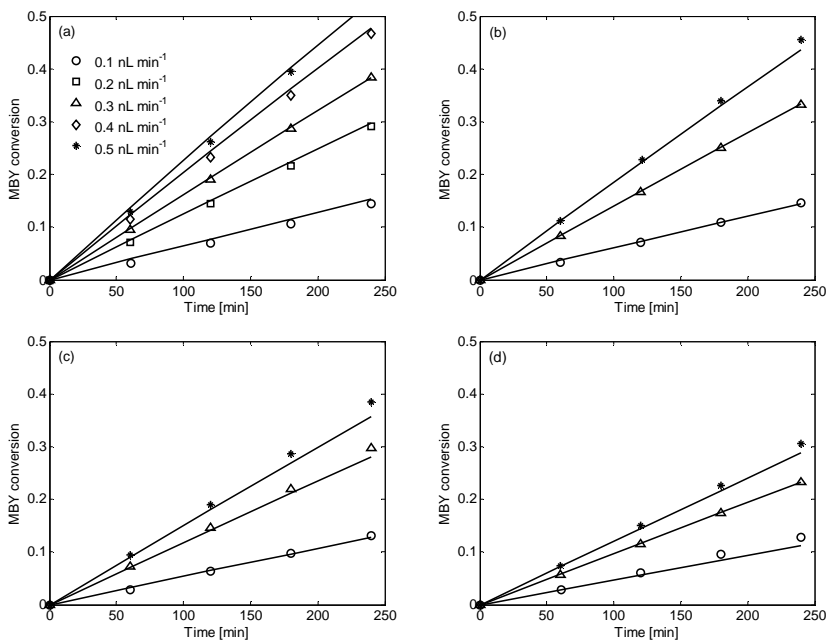 (a)
0.1 nL min⁻¹
0.2 nL min⁻¹
0.3 nL min⁻¹
0.4 nL min⁻¹
0.5 nL min⁻¹
0.5
0.4
0.3
0.2
0.1
0
MBY conversion
0 50 100 150 200 250
Time [min]
(b)
0.5
0.4
0.3
0.2
0.1
0
MBY conversion
0 50 100 150 200 250
Time [min]
(c)
0.5
0.4
0.3
0.2
0.1
0
MBY conversion
0 50 100 150 200 250
Time [min]
(d)
0.5
0.4
0.3
0.2
0.1
0
MBY conversion
0 50 100 150 200 250
Time [min]